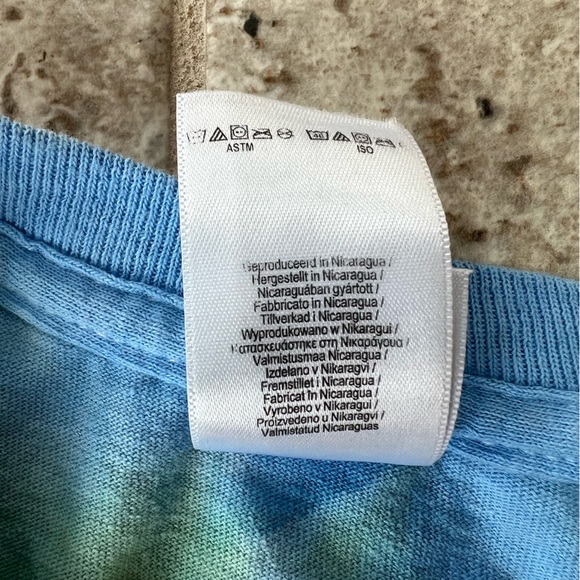 ASTM
ISO
Geproduceerd in Nicaragua /
Hergestellt in Nicaragua /
Nicaraguában gyártott /
Fabbricato in Nicaragua /
Tillverkad i Nicaragua /
Wyprodukowano w Nikaragui /
Κατασκευάστηκε στη Νικαράγουα /
Valmistusmaa Nicaragua /
Izdelano v Nikaragvi /
Fremstillet i Nicaragua /
Fabricat în Nicaragua /
Vyrobeno v Nikaragui /
Proizvedeno u Nikaragvi /
Valmistatud Nicaraguas